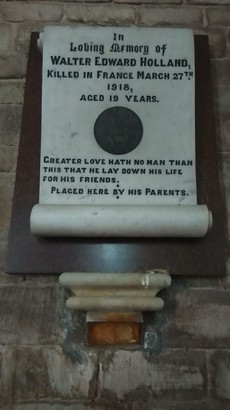 In
Loving Memory of
WALTER EDWARD HOLLAND,
KILLED IN FRANCE MARCH 27TH
1918,
AGED 19 YEARS.
GREATER LOVE HATH NO MAN THAN
THIS THAT HE LAY DOWN HIS LIFE
FOR HIS FRIENDS.
PLACED HERE BY HIS PARENTS.